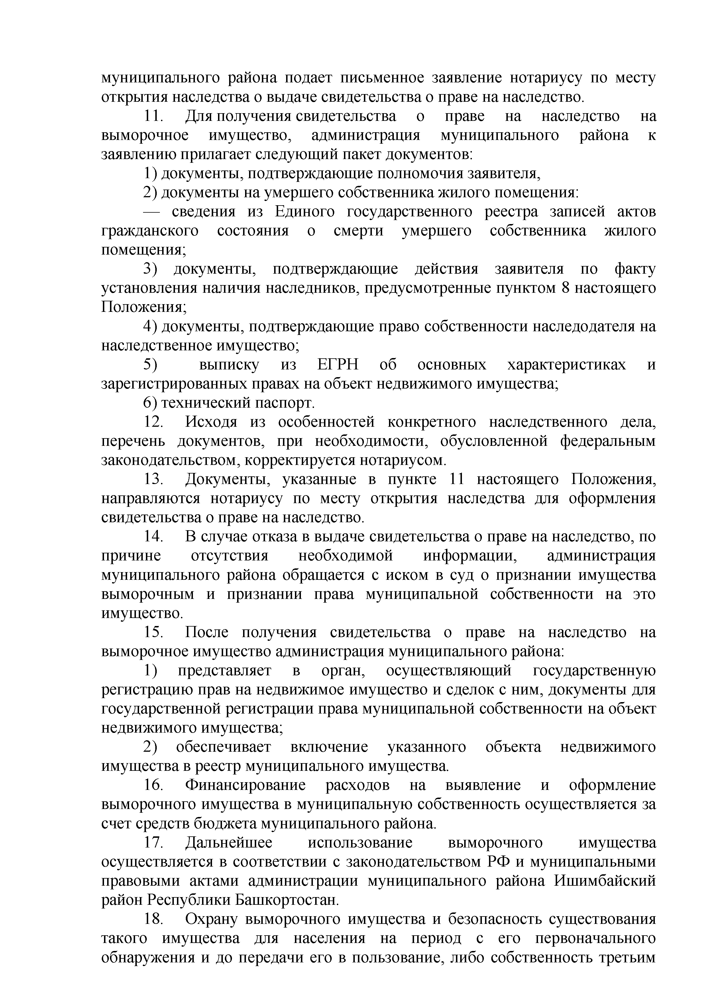 муниципального района подает письменное заявление нотариусу по месту
открытия наследства о выдаче свидетельства о праве на наследство.
11. Для получения свидетельства о праве на наследство на
выморочное имущество, администрация муниципального района к
заявлению прилагает следующий пакет документов:
1) документы, подтверждающие полномочия заявителя,
2) документы на умершего собственника жилого помещения:
— сведения из Единого государственного реестра записей актов
гражданского состояния о смерти умершего собственника жилого
помещения;
3) документы, подтверждающие действия заявителя по факту
установления наличия наследников, предусмотренные пунктом 8 настоящего
Положения;
4) документы, подтверждающие право собственности наследодателя на
наследственное имущество;
5) выписку из ЕГРН об основных характеристиках и
зарегистрированных правах на объект недвижимого имущества;
6) технический паспорт.
12. Исходя из особенностей конкретного наследственного дела,
перечень документов, при необходимости, обусловленной федеральным
законодательством, корректируется нотариусом.
13. Документы, указанные в пункте 11 настоящего Положения,
направляются нотариусу по месту открытия наследства для оформления
свидетельства о праве на наследство.
14. В случае отказа в выдаче свидетельства о праве на наследство, по
причине отсутствия необходимой информации, администрация
муниципального района обращается с иском в суд о признании имущества
выморочным и признании права муниципальной собственности на это
имущество.
15. После получения свидетельства о праве на наследство на
выморочное имущество администрация муниципального района:
1) представляет в орган, осуществляющий государственную
регистрацию прав на недвижимое имущество и сделок с ним, документы для
государственной регистрации права муниципальной собственности на объект
недвижимого имущества;
2) обеспечивает включение указанного объекта недвижимого
имущества в реестр муниципального имущества.
16. Финансирование расходов на выявление и оформление
выморочного имущества в муниципальную собственность осуществляется за
счет средств бюджета муниципального района.
17. Дальнейшее использование выморочного имущества
осуществляется в соответствии с законодательством РФ и муниципальными
правовыми актами администрации муниципального района Ишимбайский
район Республики Башкортостан.
18. Охрану выморочного имущества и безопасность существования
такого имущества для населения на период с его первоначального
обнаружения и до передачи его в пользование, либо собственность третьим